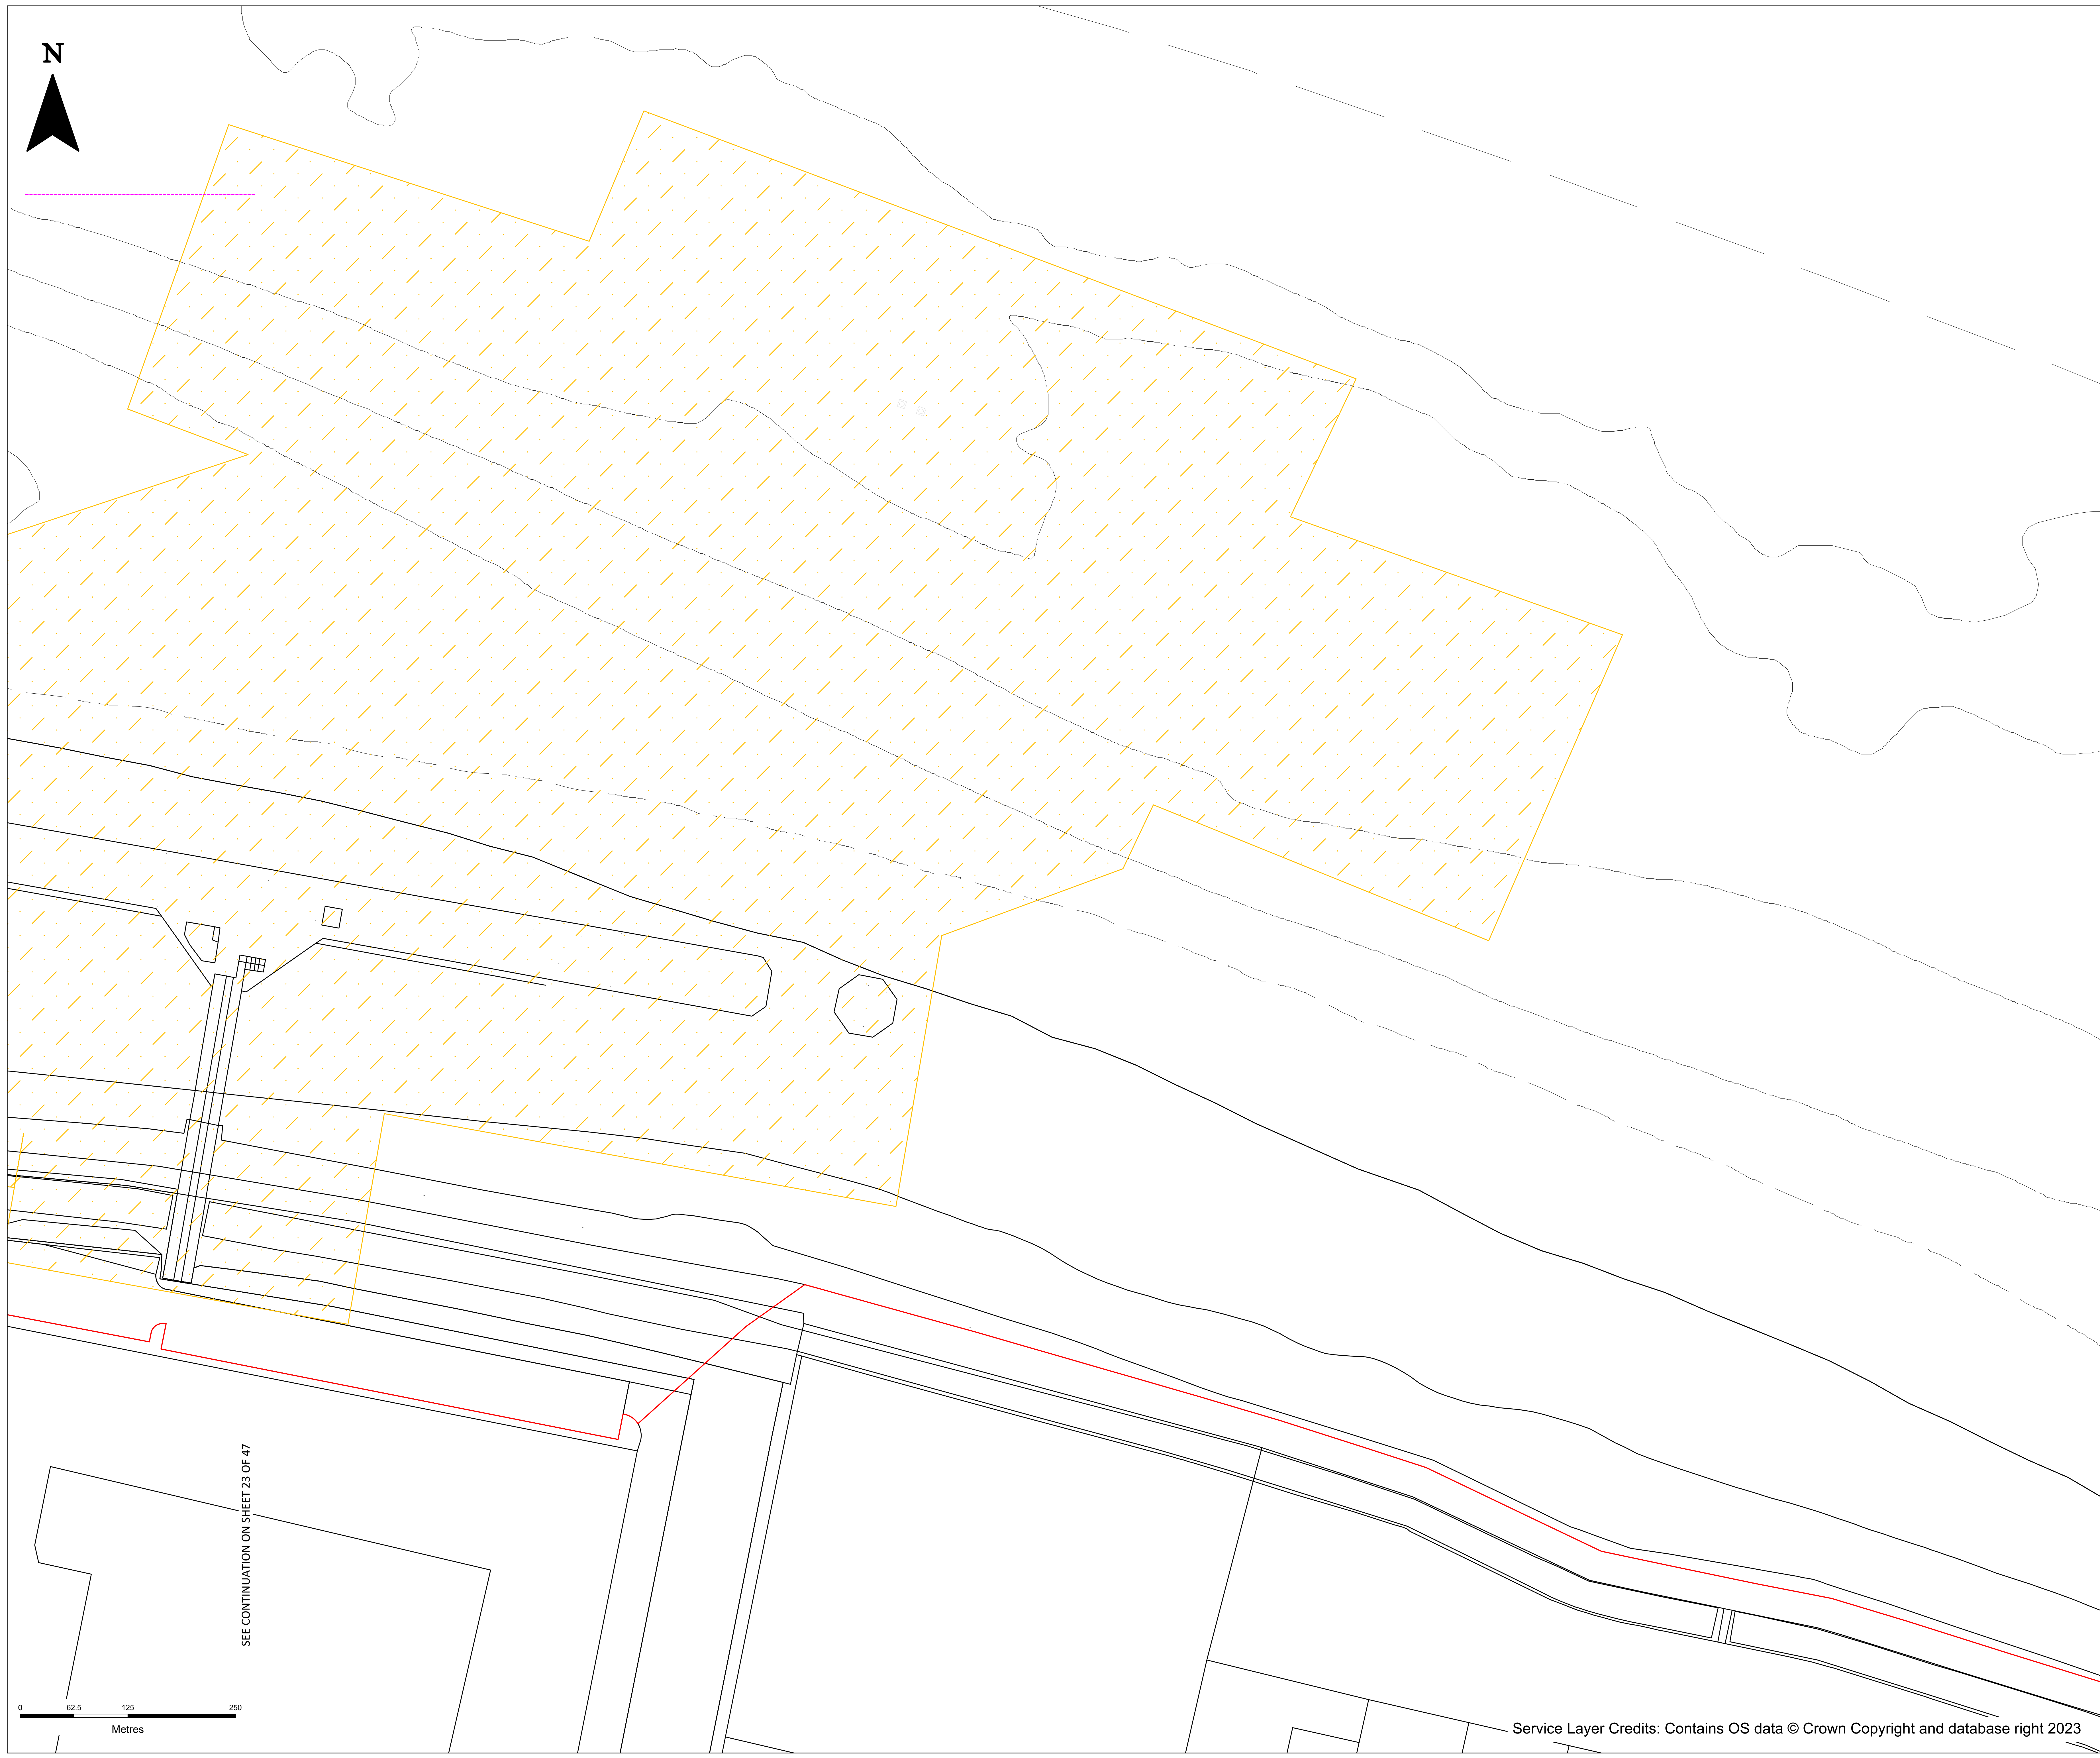 N
SEE CONTINUATION ON SHEET 23 OF 47
0 62.5 125 250
Metres
Service Layer Credits: Contains OS data © Crown Copyright and database right 2023